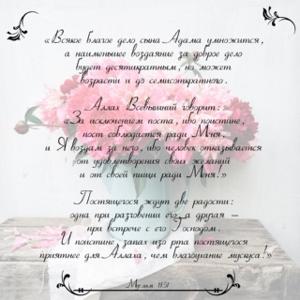 «Всякое благое дело сына Адама умножится,
а наименьшее воздаяние за доброе дело
будет десятикратным, но может
возрасти и до семисоткратного.
Аллах Всевышний говорит:
«За исключением поста, ибо поистине,
пост соблюдается ради Меня,
и Я воздам за него, ибо человек отказывается
от удовлетворения своих желаний
и от своей пищи ради Меня!»
Постящегося ждут две радости:
одна при разговении его, а другая –
при встрече с его Господом.
И поистине, запах изо рта постящегося
приятнее для Аллаха, чем благоухание мускуса!»
Муслим 1151